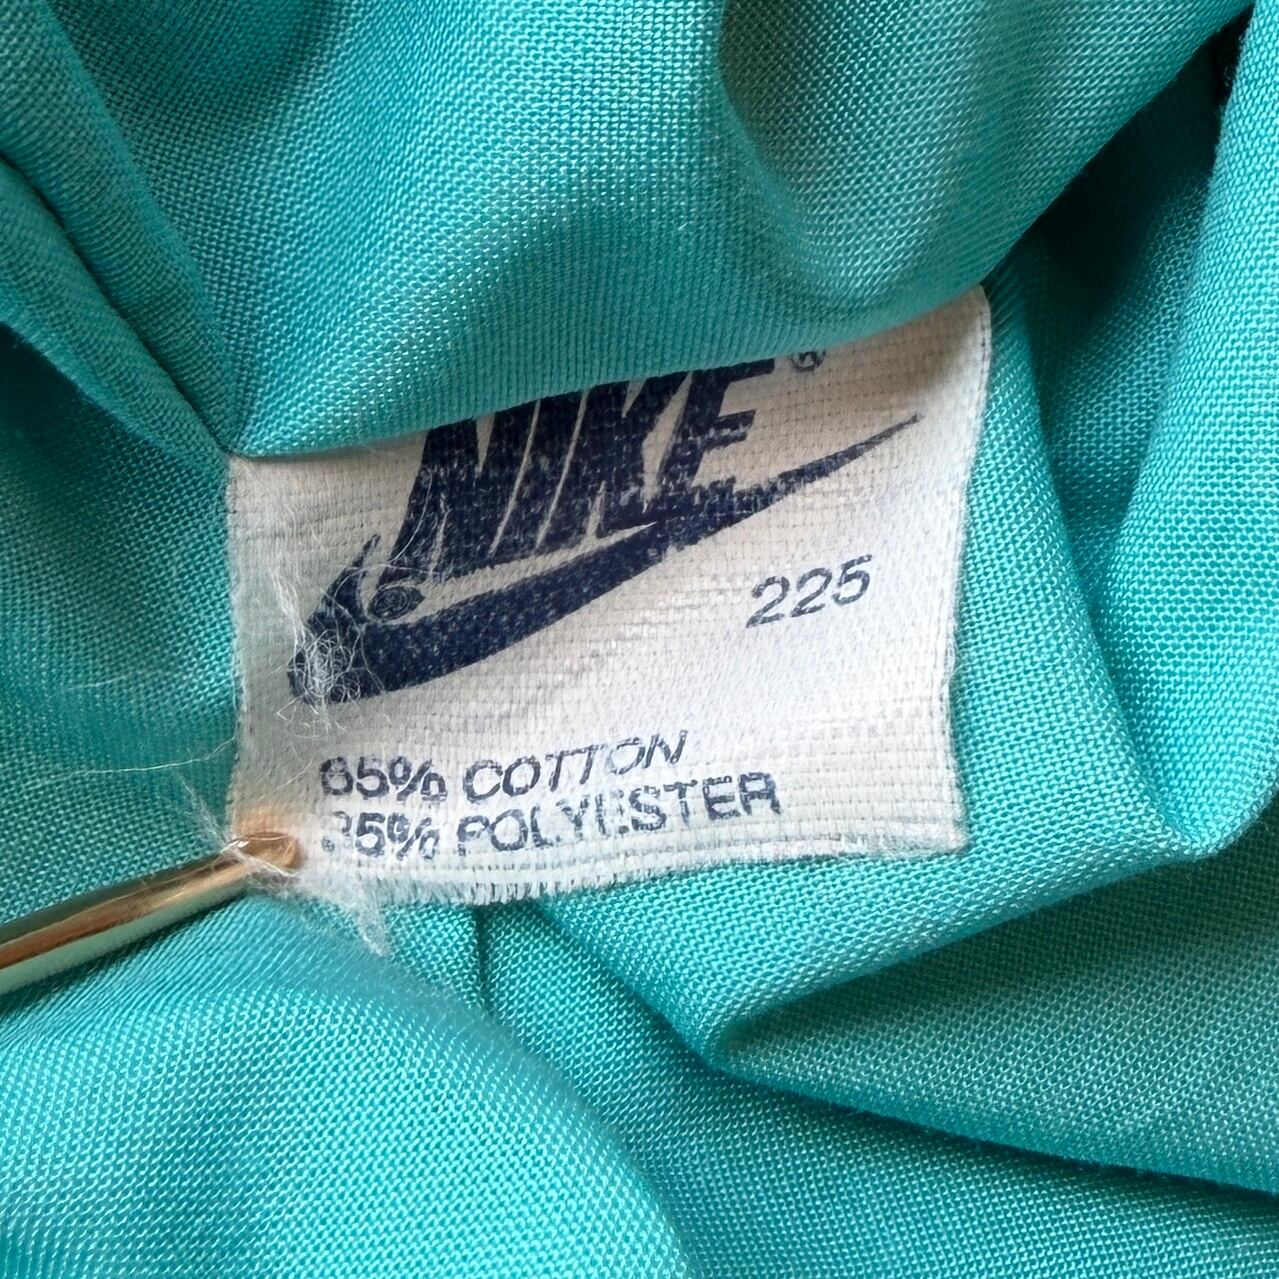 NIKE®
225
65% COTTON
35% POLYESTER